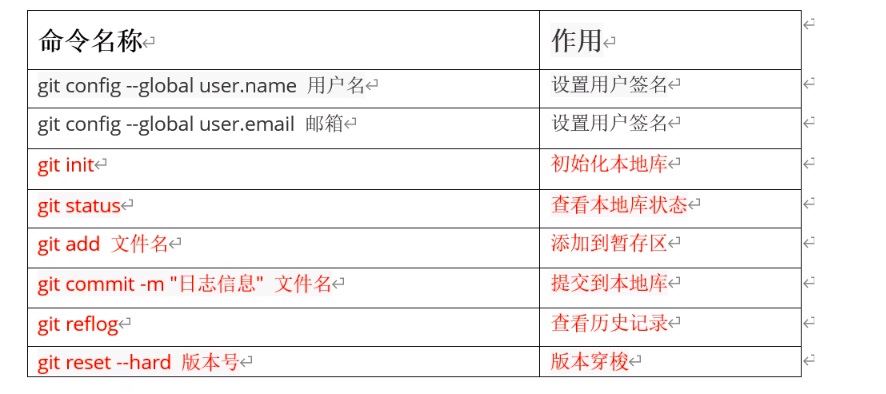 命令名称 作用
git config --global user.name 用户名 设置用户签名
git config --global user.email 邮箱 设置用户签名
git init 初始化本地库
git status 查看本地库状态
git add 文件名 添加到暂存区
git commit -m "日志信息" 文件名 提交到本地库
git reflog 查看历史记录
git reset --hard 版本号 版本穿梭